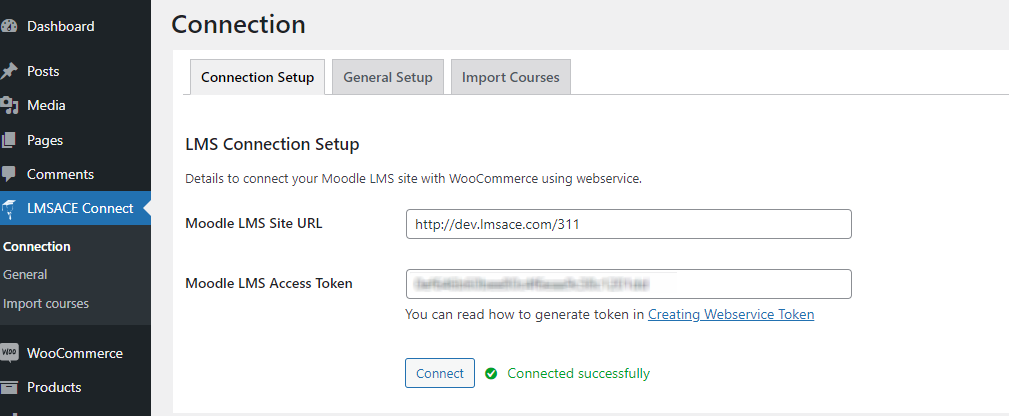 Dashboard
Posts
Media
Pages
Comments
LMSACE Connect
Connection
General
Import courses
WooCommerce
Products
Connection
Connection Setup
General Setup
Import Courses
LMS Connection Setup
Details to connect your Moodle LMS site with WooCommerce using webservice.
Moodle LMS Site URL
http://dev.lmsace.com/311
Moodle LMS Access Token
You can read how to generate token in Creating Webservice Token
Connect
Connected successfully